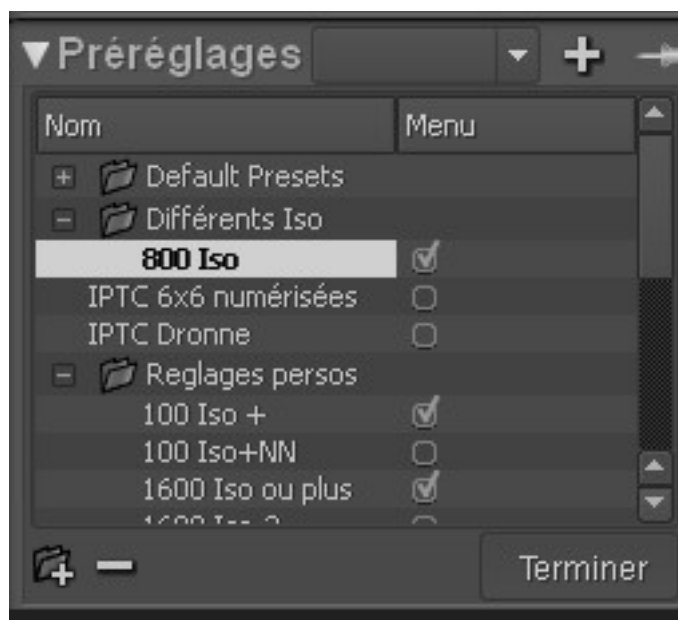 Préréglages
Nom Menu
Default Presets
Différents Iso
800 Iso
IPTC 6x6 numérisées
IPTC Dronne
Reglages persos
100 Iso +
100 Iso+NN
1600 Iso ou plus
Terminer